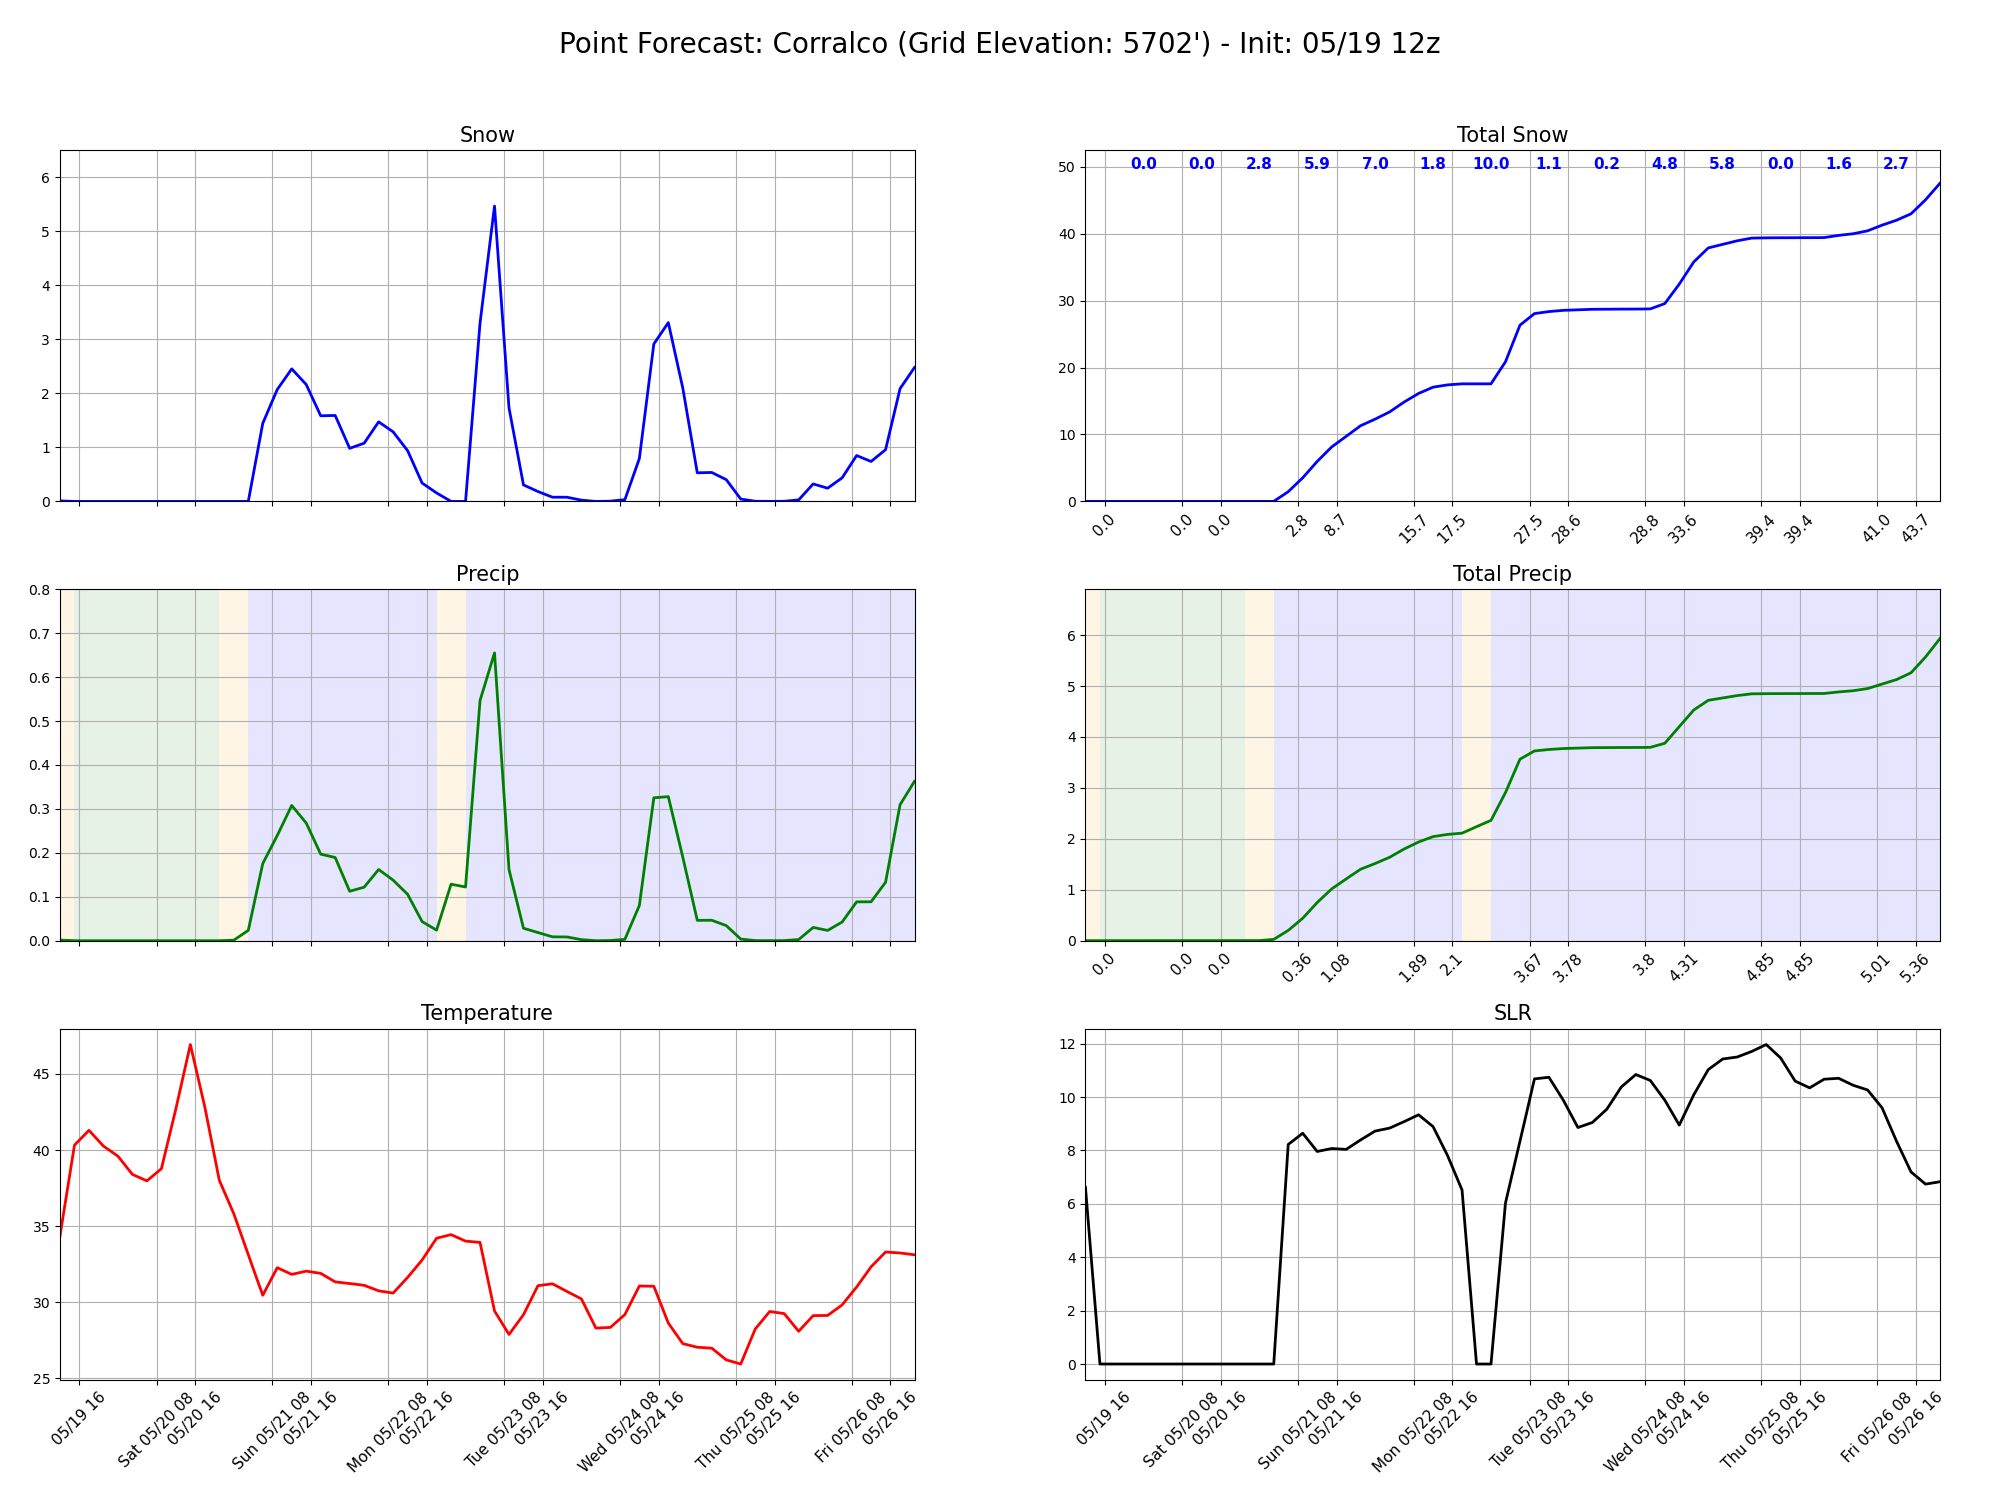 Point Forecast: Corralco (Grid Elevation: 5702') - Init: 05/19 12z
Snow
6
5
4
3
2
1
0
Total Snow
0.0 0.0 2.8 5.9 7.0 1.8 10.0 1.1 0.2 4.8 5.8 0.0 1.6 2.7
50
40
30
20
10
0
0.0 0.0 0.0 2.8 8.7 15.7 17.5 27.5 28.6 28.8 33.6 39.4 39.4 41.0 43.7
Precip
0.8
0.7
0.6
0.5
0.4
0.3
0.2
0.1
0.0
Total Precip
6
5
4
3
2
1
0
0.0 0.0 0.0 0.36 1.08 1.89 2.1 3.67 3.78 3.8 4.31 4.85 4.85 5.01 5.36
Temperature
45
40
35
30
25
05/19 16
Sat 05/20 08
05/20 16
Sun 05/21 08
05/21 16
Mon 05/22 08
05/22 16
Tue 05/23 08
05/23 16
Wed 05/24 08
05/24 16
Thu 05/25 08
05/25 16
Fri 05/26 08
05/26 16
SLR
12
10
8
6
4
2
0
05/19 16
Sat 05/20 08
05/20 16
Sun 05/21 08
05/21 16
Mon 05/22 08
05/22 16
Tue 05/23 08
05/23 16
Wed 05/24 08
05/24 16
Thu 05/25 08
05/25 16
Fri 05/26 08
05/26 16